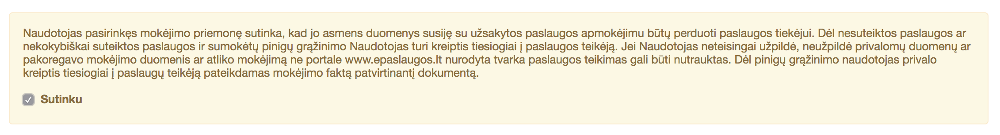 Naudotojas pasirinkęs mokėjimo priemonę sutinka, kad jo asmens duomenys susiję su užsakytos paslaugos apmokėjimu būtų perduoti paslaugos tiekėjui. Dėl nesuteiktos paslaugos ar
nekokybiškai suteiktos paslaugos ir sumokėtų pinigų grąžinimo Naudotojas turi kreiptis tiesiogiai į paslaugos teikėją. Jei Naudotojas neteisingai užpildė, neužpildė privalomų duomenų ar
pakoregavo mokėjimo duomenis ar atliko mokėjimą ne portale www.epaslaugos.lt nurodyta tvarka paslaugos teikimas gali būti nutrauktas. Dėl pinigų grąžinimo naudotojas privalo
kreiptis tiesiogiai į paslaugų teikėją pateikdamas mokėjimo faktą patvirtinantį dokumentą.
Sutinku